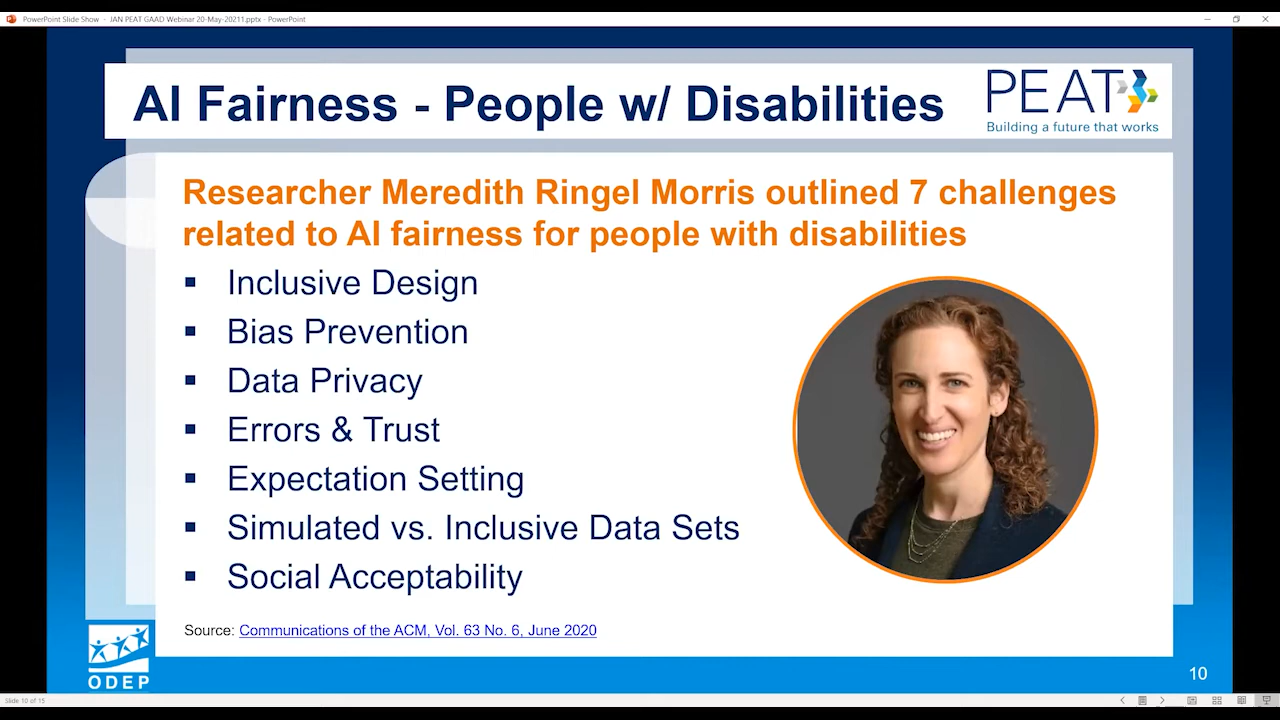 PowerPoint Slide Show - JAN PEAT GAAD Webinar 20-May-20211.pptx - PowerPoint
AI Fairness - People w/ Disabilities
PEAT
Building a future that works
Researcher Meredith Ringel Morris outlined 7 challenges
related to AI fairness for people with disabilities
▪ Inclusive Design
▪ Bias Prevention
▪ Data Privacy
▪ Errors & Trust
▪ Expectation Setting
▪ Simulated vs. Inclusive Data Sets
▪ Social Acceptability
Source: Communications of the ACM, Vol. 63 No. 6, June 2020
ODEP
10
Slide 10 of 15